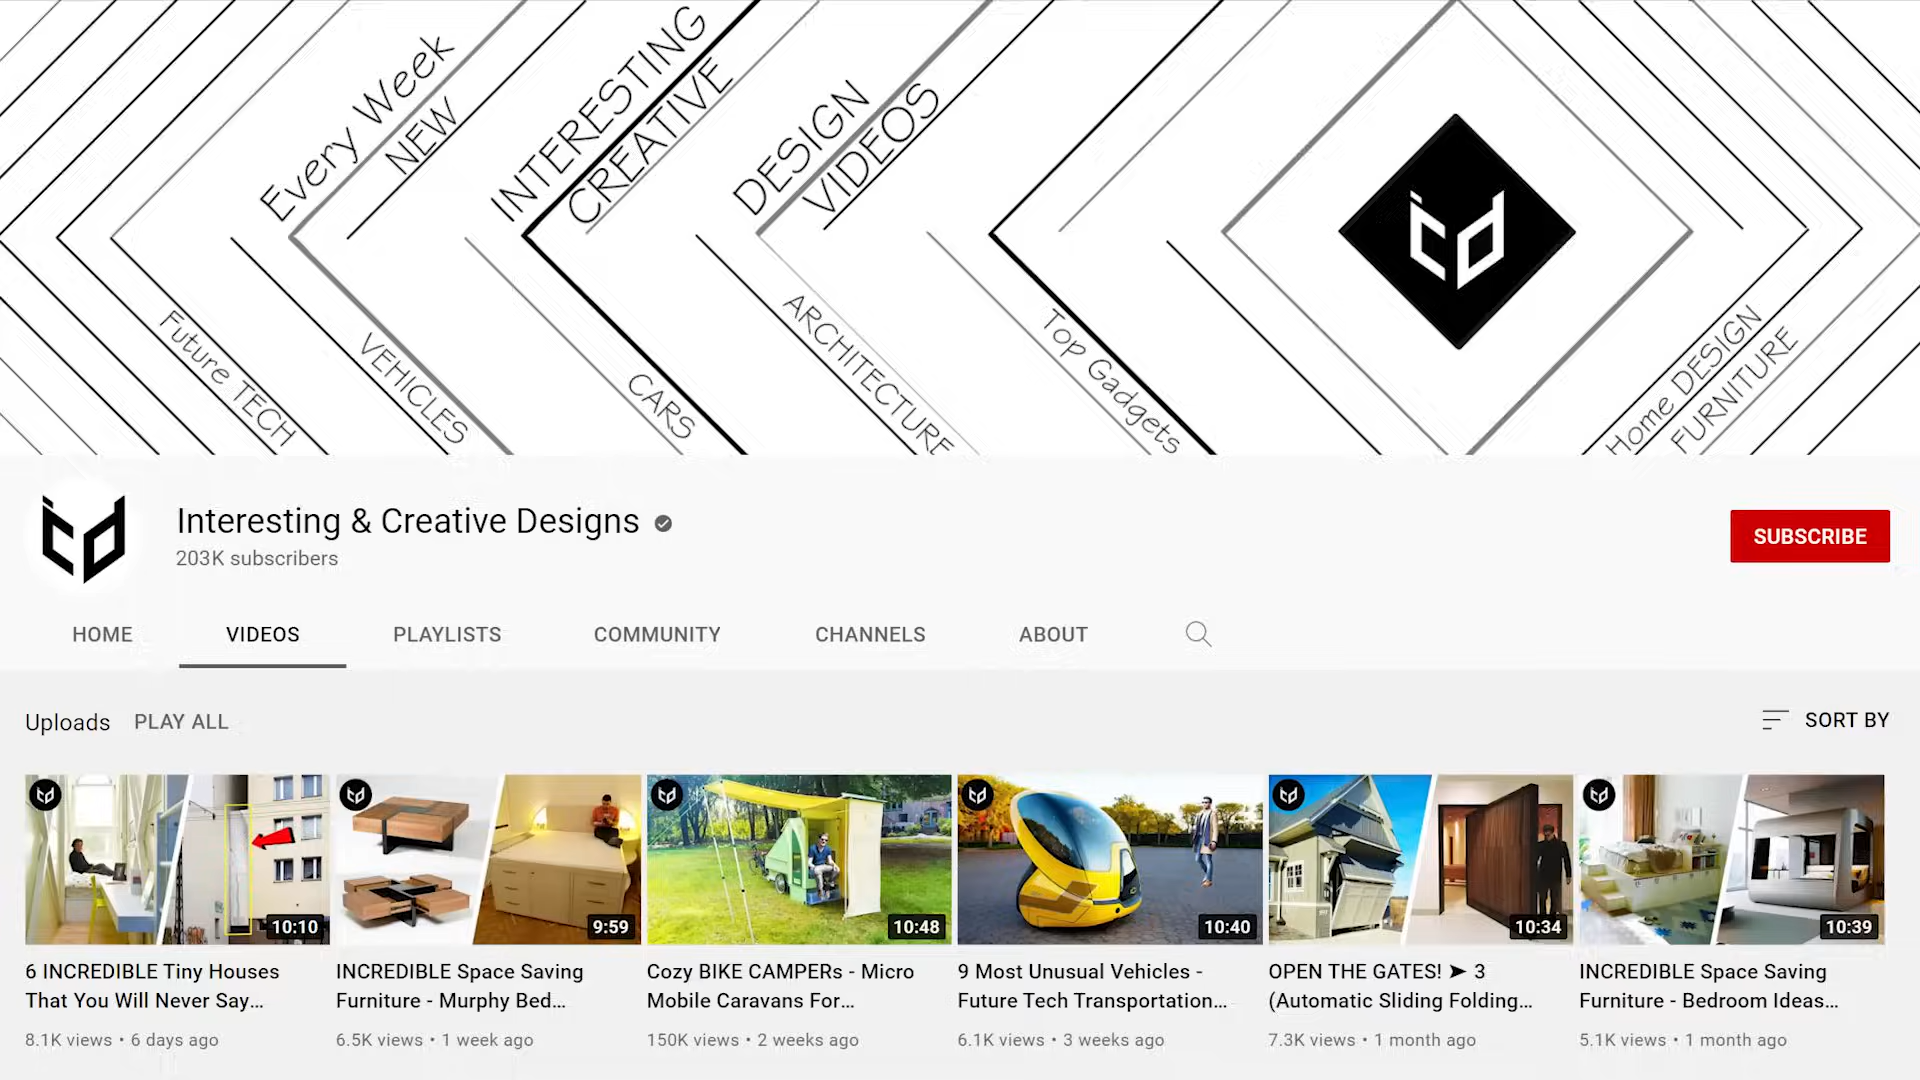 Every Week
NEW
INTERESTING
CREATIVE
DESIGN
VIDEOS
Future TECH
VEHICLES
CARS
ARCHITECTURE
Top Gadgets
Home DESIGN
FURNITURE
icd
icd
Interesting & Creative Designs
203K subscribers
SUBSCRIBE
HOME VIDEOS PLAYLISTS COMMUNITY CHANNELS ABOUT
Uploads PLAY ALL
SORT BY
10:10
9:59
10:48
10:40
10:34
10:39
6 INCREDIBLE Tiny Houses
That You Will Never Say...
8.1K views • 6 days ago
INCREDIBLE Space Saving
Furniture - Murphy Bed...
6.5K views • 1 week ago
Cozy BIKE CAMPERs - Micro
Mobile Caravans For...
150K views • 2 weeks ago
9 Most Unusual Vehicles -
Future Tech Transportation...
6.1K views • 3 weeks ago
OPEN THE GATES! ➤ 3
(Automatic Sliding Folding...
7.3K views • 1 month ago
INCREDIBLE Space Saving
Furniture - Bedroom Ideas...
5.1K views • 1 month ago